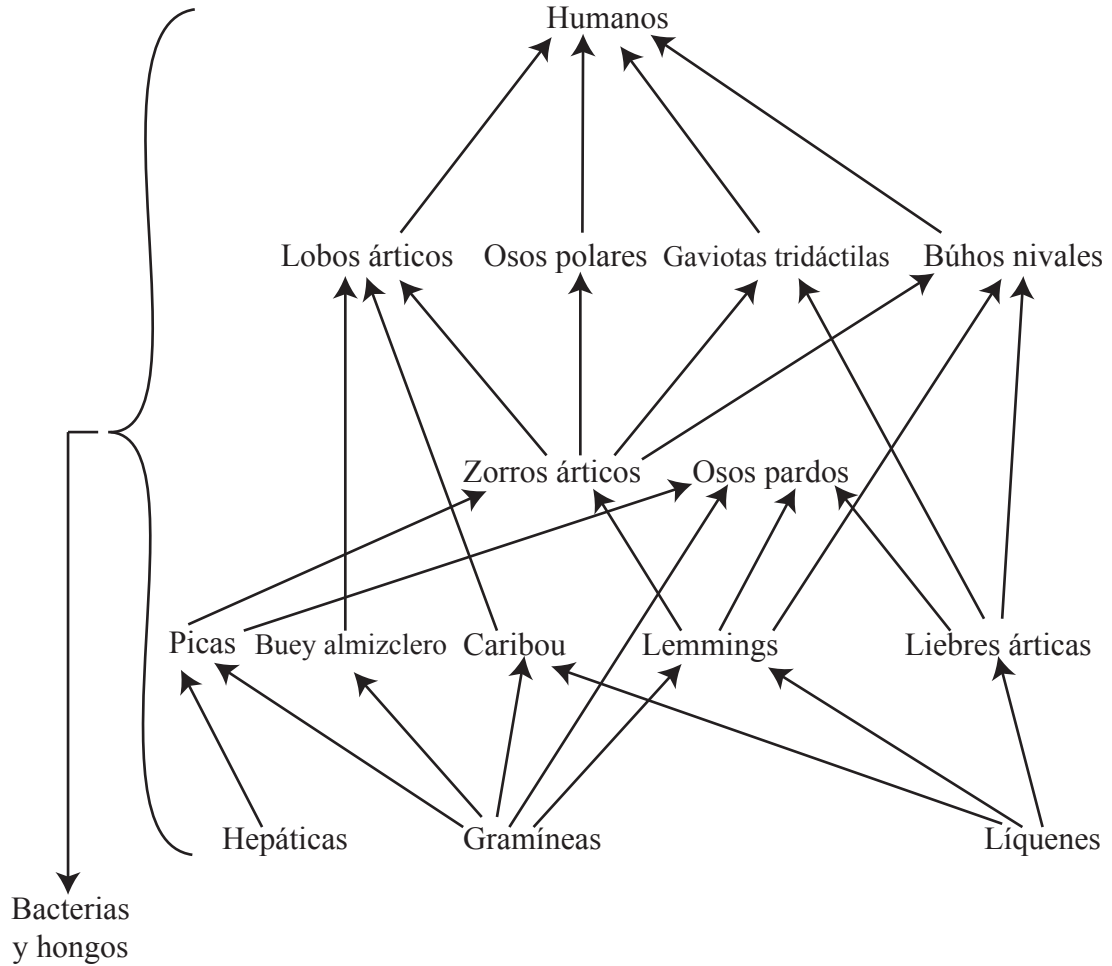 Humanos
Lobos árticos
Osos polares
Gaviotas tridáctilas
Búhos nivales
Zorros árticos
Osos pardos
Picas
Buey almizclero
Caribou
Lemmings
Liebres árticas
Hepáticas
Gramíneas
Líquenes
Bacterias
y hongos